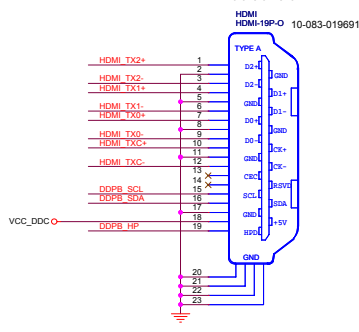 HDMI
HDMI-19P-O 10-083-019691
TYPE A
HDMI_TX2+ 1 D2+
2 GND
HDMI_TX2- 3 D2-
HDMI_TX1+ 4 D1+
5 GND
HDMI_TX1- 6 D1-
HDMI_TX0+ 7 D0+
8 GND
HDMI_TX0- 9 D0-
HDMI_TXC+ 10 CK+
11 GND
HDMI_TXC- 12 CK-
13 CEC
14 RSVD
DDPB_SCL 15 SCL
DDPB_SDA 16 SDA
17 GND
VCC_DDC 18 +5V
DDPB_HP 19 HPD
GND
20
21
22
23